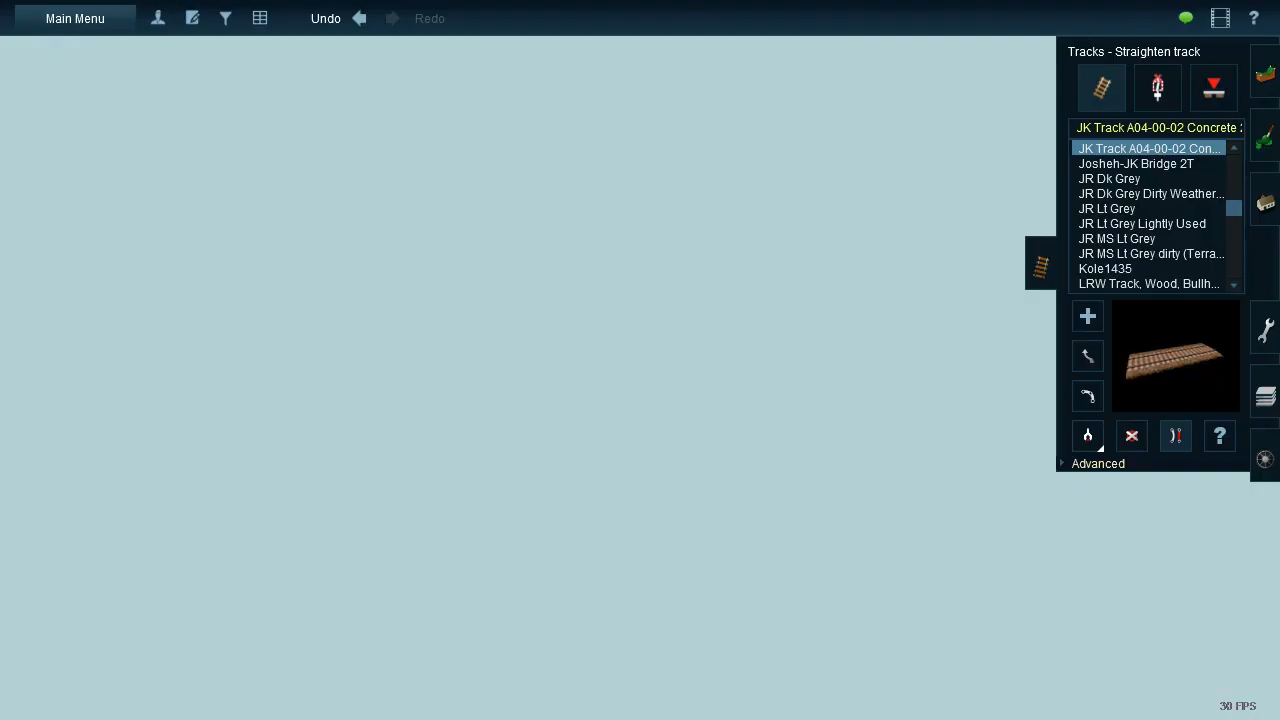 Main Menu
Undo
Redo
?
Tracks - Straighten track
JK Track A04-00-02 Concrete
JK Track A04-00-02 Con...
Josheh-JK Bridge 2T
JR Dk Grey
JR Dk Grey Dirty Weather...
JR Lt Grey
JR Lt Grey Lightly Used
JR MS Lt Grey
JR MS Lt Grey dirty (Terra...
Kole1435
LRW Track, Wood, Bullh...
?
Advanced
30 FPS